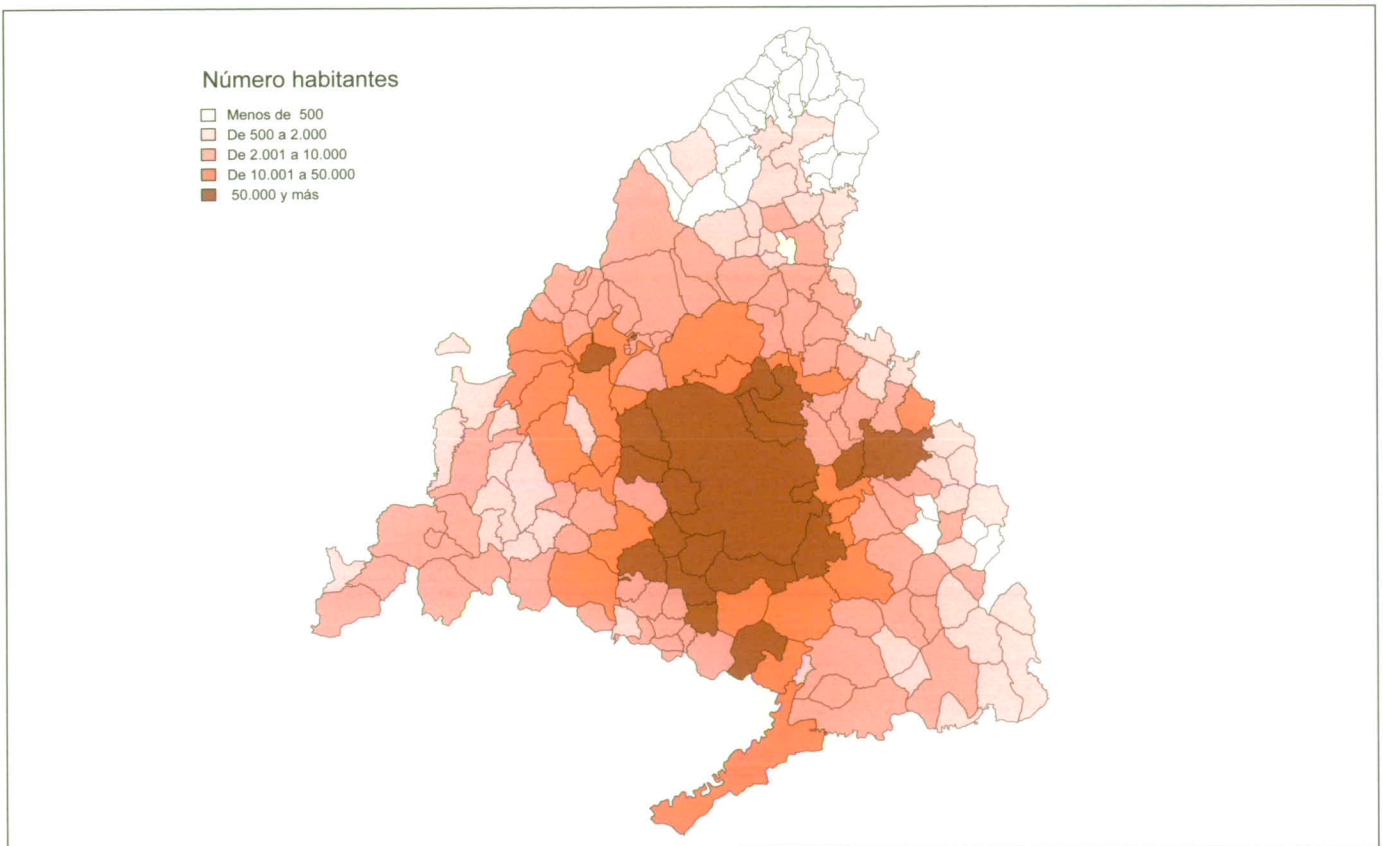 Número habitantes
Menos de 500
De 500 a 2.000
De 2.001 a 10.000
De 10.001 a 50.000
50.000 y más